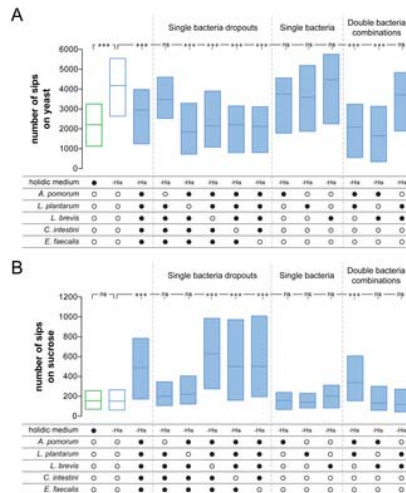 A
Single bacteria dropouts Single bacteria Double bacteria combinations
*** *** ns *** *** *** *** ns ns ns *** *** ns
number of sips on yeast
6000
5000
4000
3000
2000
1000
0
holidic medium -His -His -His -His -His -His -His -His -His -His -His -His
A. pomorum
L. plantarum
L. brevis
C. intestini
E. faecalis
B
Single bacteria dropouts Single bacteria Double bacteria combinations
ns *** ns ns *** *** *** ns ns ns *** ns ns
number of sips on sucrose
1200
1000
800
600
400
200
0
holidic medium -His -His -His -His -His -His -His -His -His -His -His -His
A. pomorum
L. plantarum
L. brevis
C. intestini
E. faecalis